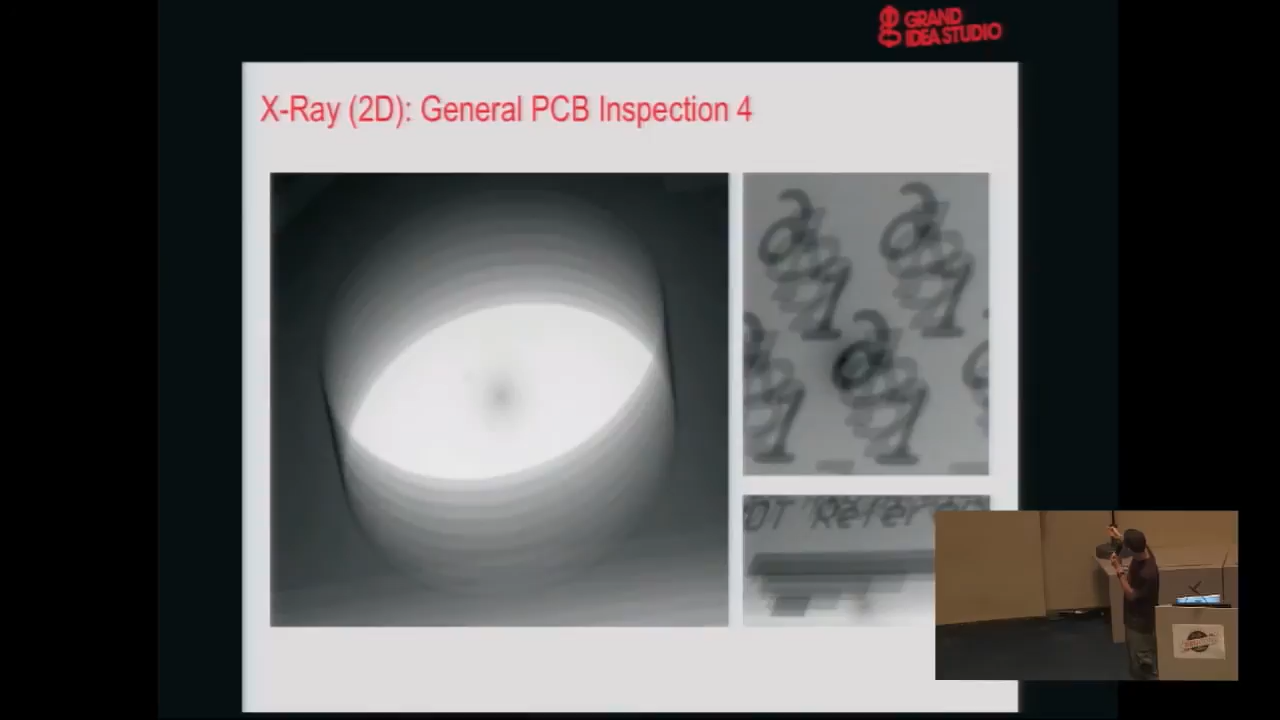 GRAND
IDEA STUDIO
X-Ray (2D): General PCB Inspection 4